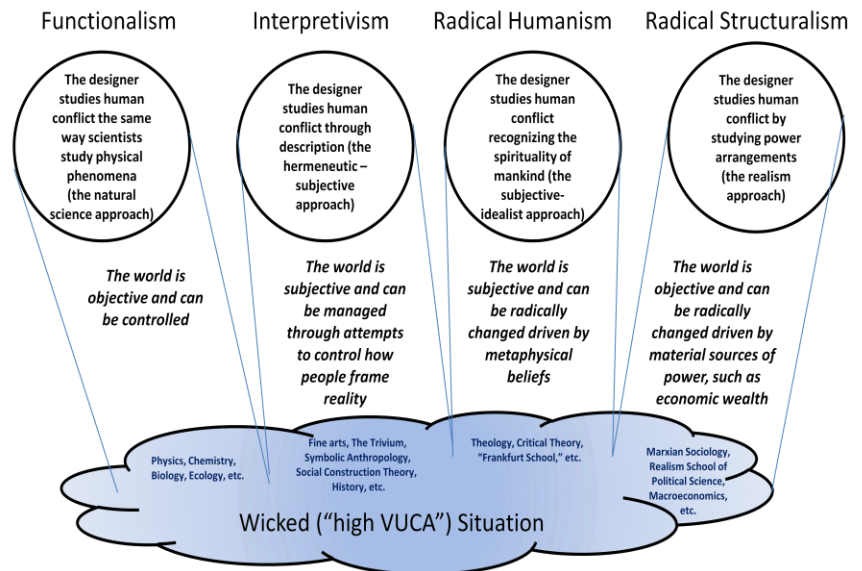 Functionalism
Interpretivism
Radical Humanism
Radical Structuralism
The designer
studies human
conflict the same
way scientists
study physical
phenomena
(the natural
science approach)
The designer
studies human
conflict through
description (the
hermeneutic –
subjective
approach)
The designer
studies human
conflict
recognizing the
spirituality of
mankind (the
subjective-
idealist approach)
The designer
studies human
conflict by
studying power
arrangements
(the realism
approach)
The world is
objective and can
be controlled
The world is
subjective and can
be managed
through attempts
to control how
people frame
reality
The world is
subjective and can
be radically
changed driven by
metaphysical
beliefs
The world is
objective and can
be radically
changed driven by
material sources of
power, such as
economic wealth
Physics, Chemistry,
Biology, Ecology, etc.
Fine arts, The Trivium,
Symbolic Anthropology,
Social Construction Theory,
History, etc.
Theology, Critical Theory,
“Frankfurt School,” etc.
Marxian Sociology,
Realism School of
Political Science,
Macroeconomics,
etc.
Wicked (“high VUCA”) Situation